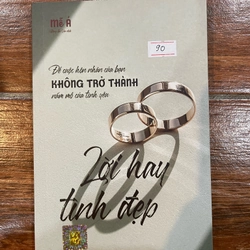 Mễ Á
90
Để cuộc hôn nhân của bạn
KHÔNG TRỞ THÀNH
nấm mồ của tình yêu
Lời hay
tình đẹp